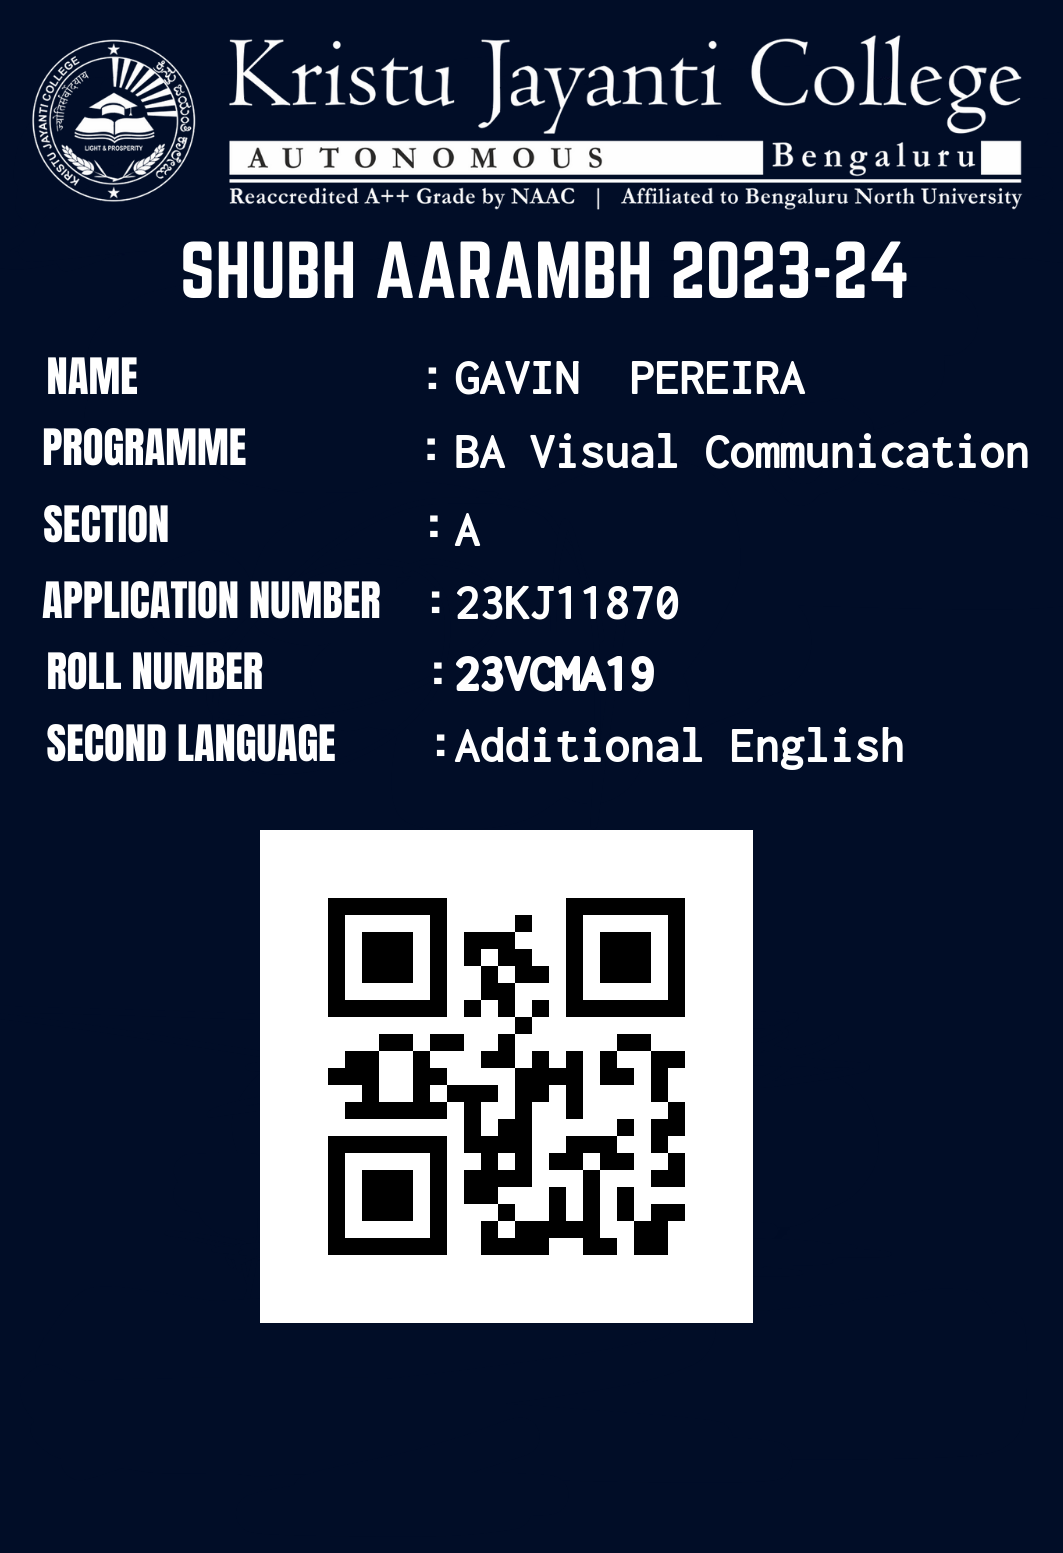 KRISTU JAYANTI COLLEGE
LIGHT & PROSPERITY
Kristu Jayanti College
AUTONOMOUS Bengaluru
Reaccredited A++ Grade by NAAC | Affiliated to Bengaluru North University
SHUBH AARAMBH 2023-24
NAME : GAVIN PEREIRA
PROGRAMME : BA Visual Communication
SECTION : A
APPLICATION NUMBER : 23KJ11870
ROLL NUMBER : 23VCMA19
SECOND LANGUAGE : Additional English